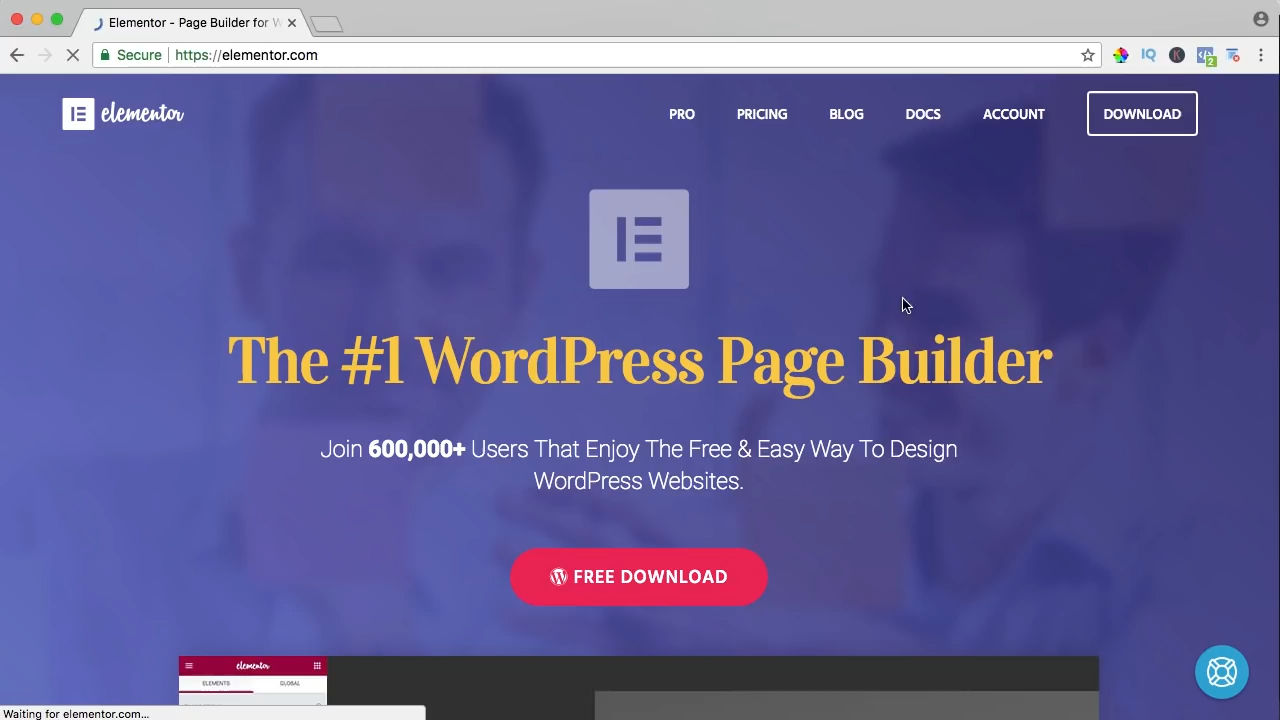 Elementor - Page Builder for W
Secure
https://elementor.com
IQ
K
2
elementor
PRO
PRICING
BLOG
DOCS
ACCOUNT
DOWNLOAD
The #1 WordPress Page Builder
Join 600,000+ Users That Enjoy The Free & Easy Way To Design
WordPress Websites.
FREE DOWNLOAD
elementor
ELEMENTS
GLOBAL
Waiting for elementor.com...